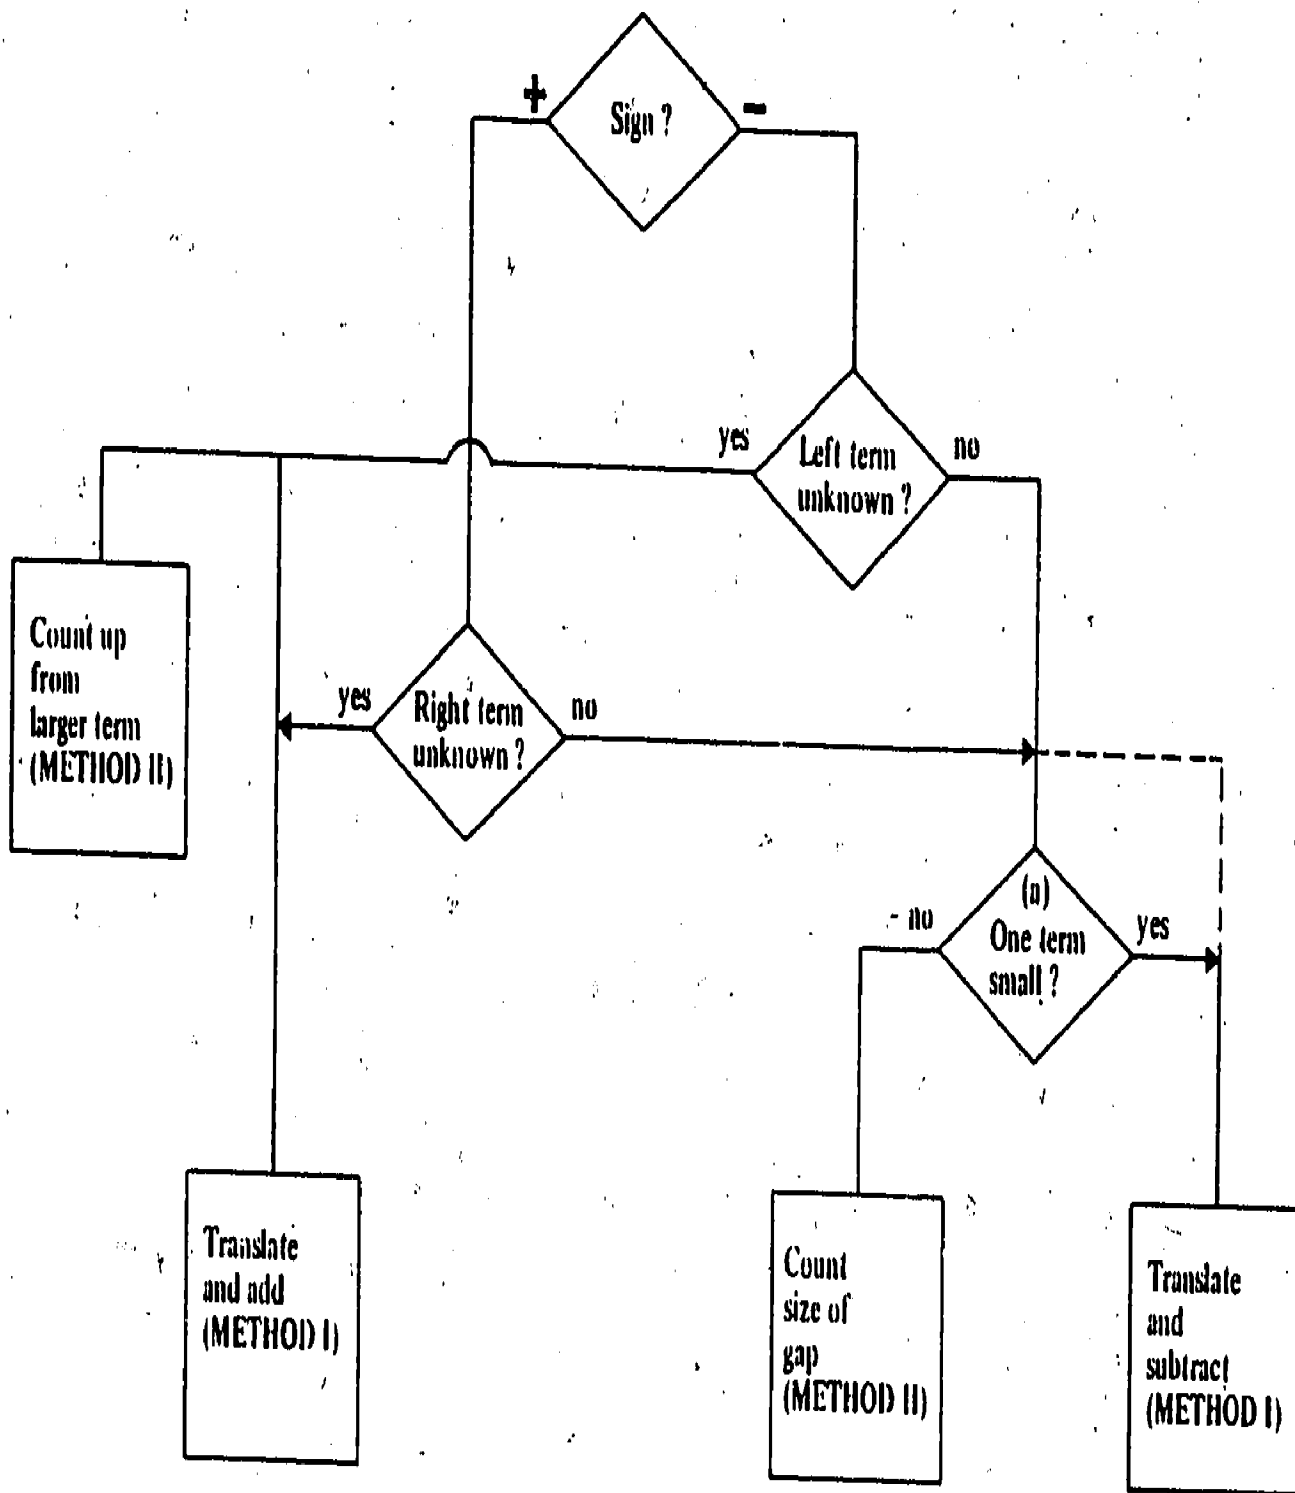 +
Sign ?
-
yes
Left term
unknown ?
no
Count up
from
larger term
(METHOD II)
yes
Right term
unknown ?
no
- no
(n)
One term
small ?
yes
Translate
and add
(METHOD I)
Count
size of
gap
(METHOD II)
Translate
and
subtract
(METHOD I)